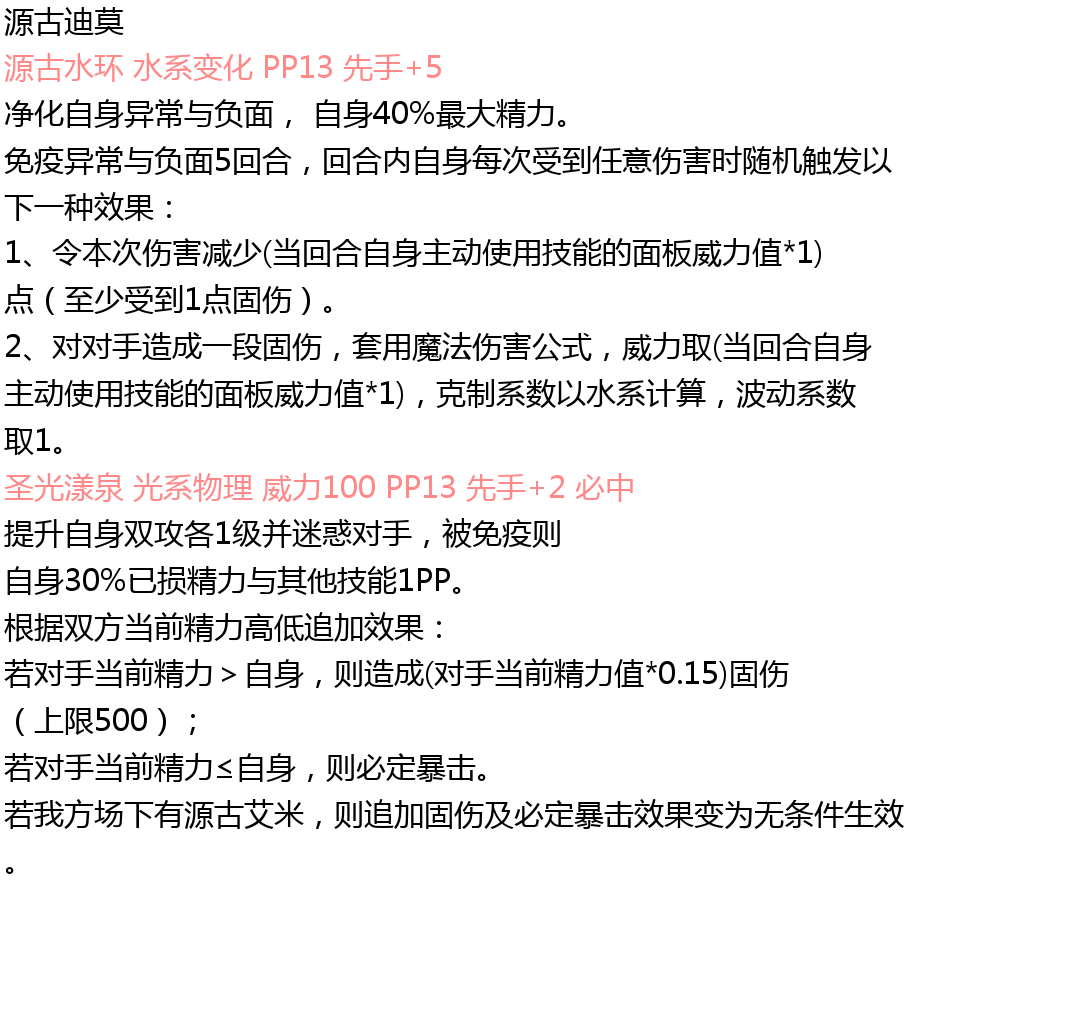 源古迪莫
源古水环 水系变化 PP13 先手+5
净化自身异常与负面， 自身40%最大精力。
免疫异常与负面5回合，回合内自身每次受到任意伤害时随机触发以
下一种效果：
1、令本次伤害减少(当回合自身主动使用技能的面板威力值*1)
点（至少受到1点固伤）。
2、对对手造成一段固伤，套用魔法伤害公式，威力取(当回合自身
主动使用技能的面板威力值*1)，克制系数以水系计算，波动系数
取1。
圣光漾泉 光系物理 威力100 PP13 先手+2 必中
提升自身双攻各1级并迷惑对手，被免疫则
自身30%已损精力与其他技能1PP。
根据双方当前精力高低追加效果：
若对手当前精力＞自身，则造成(对手当前精力值*0.15)固伤
（上限500）；
若对手当前精力≤自身，则必定暴击。
若我方场下有源古艾米，则追加固伤及必定暴击效果变为无条件生效
。